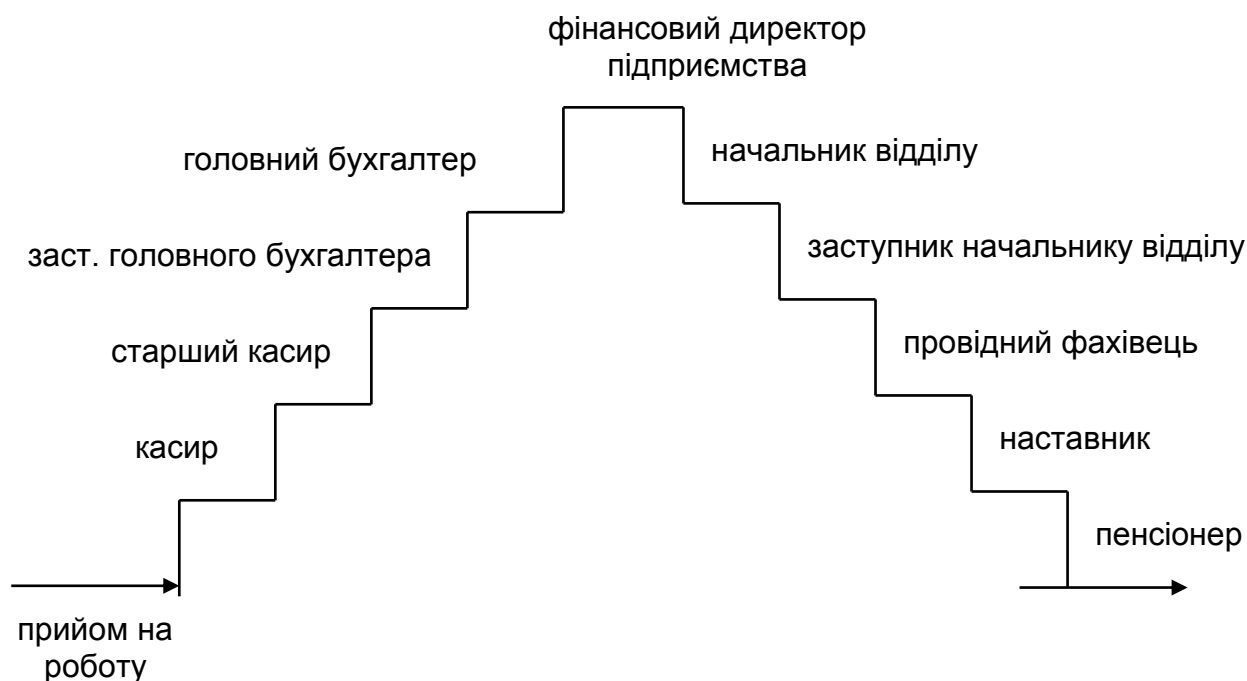 фінансовий директор
підприємства
головний бухгалтер
начальник відділу
заст. головного бухгалтера
заступник начальнику відділу
старший касир
провідний фахівець
касир
наставник
пенсіонер
прийом на
роботу